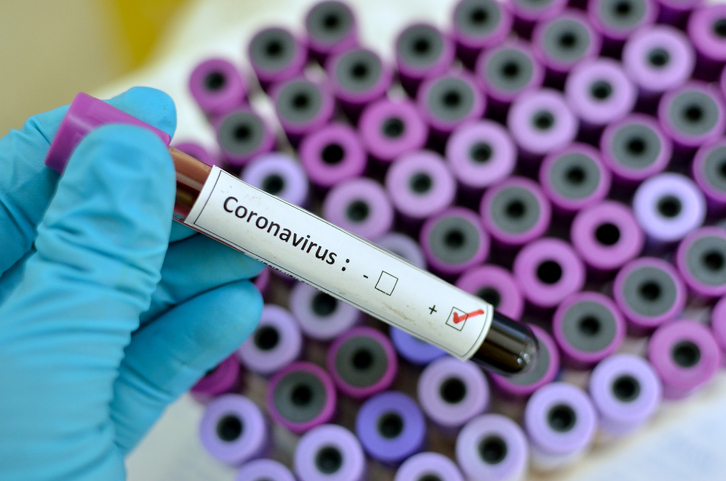 Coronavirus : - ☐ + ☑